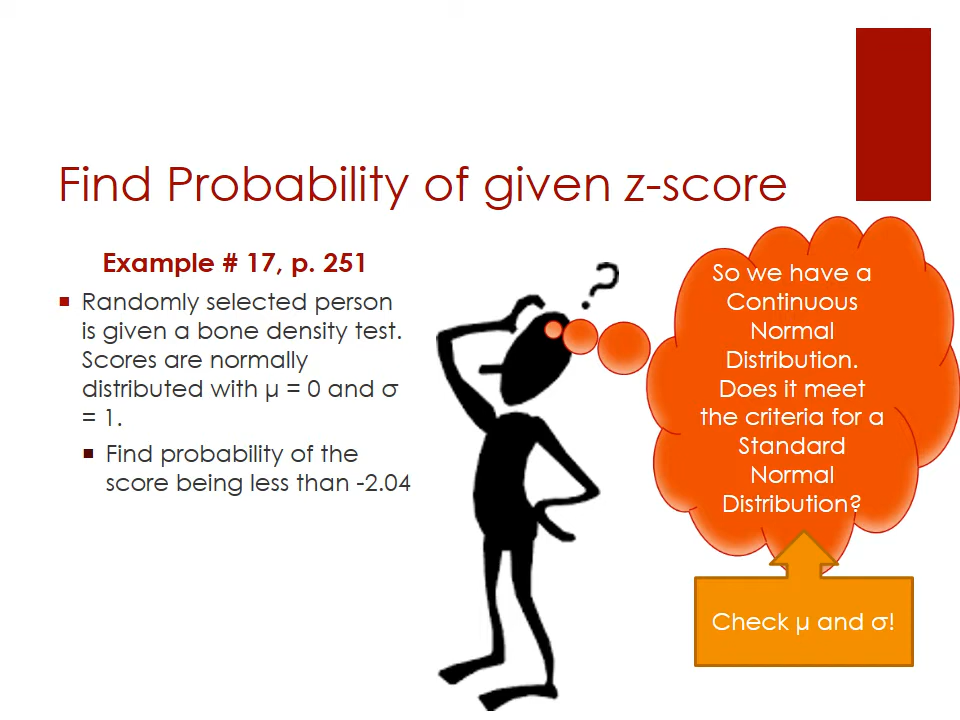 Find Probability of given z-score
Example # 17, p. 251
Randomly selected person
is given a bone density test.
Scores are normally
distributed with μ = 0 and σ
= 1.
Find probability of the
score being less than -2.04
?
So we have a
Continuous
Normal
Distribution.
Does it meet
the criteria for a
Standard
Normal
Distribution?
Check μ and σ!